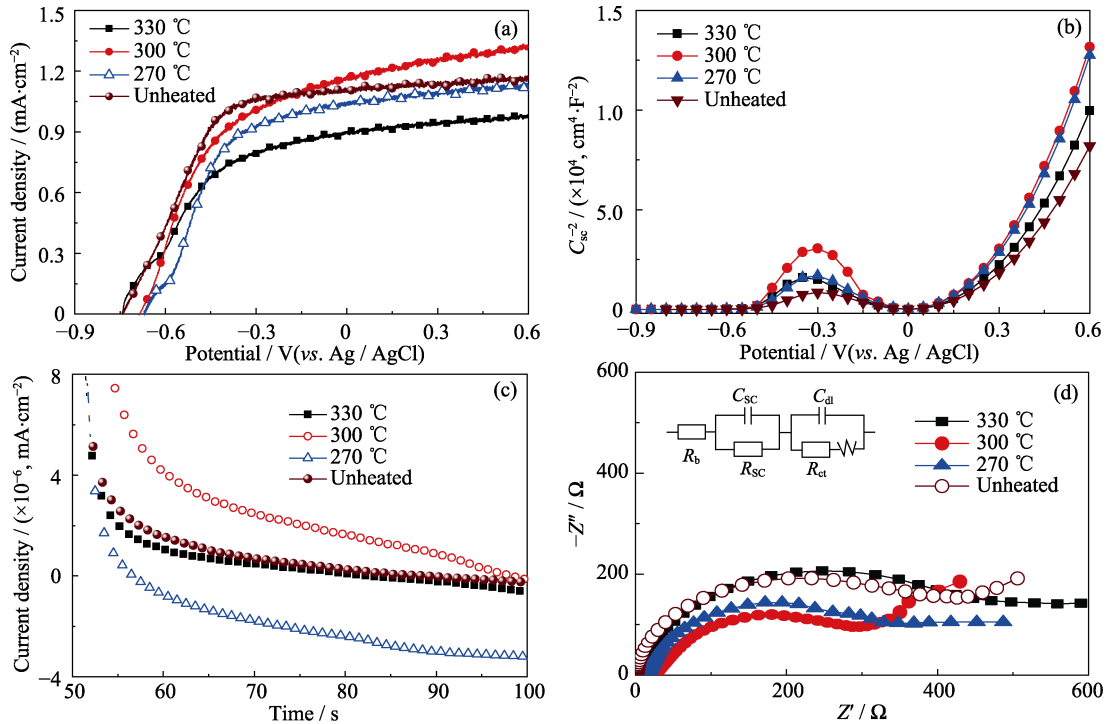 (a)
330 ℃
300 ℃
270 ℃
Unheated
Current density / (mA·cm⁻²)
1.5
1.2
0.9
0.6
0.3
0
−0.9 −0.6 −0.3 0 0.3 0.6
Potential / V(vs. Ag / AgCl)
(b)
330 ℃
300 ℃
270 ℃
Unheated
C_sc⁻² / (×10⁴, cm⁴·F⁻²)
1.5
1.0
5.0
0
−0.9 −0.6 −0.3 0 0.3 0.6
Potential / V(vs. Ag / AgCl)
(c)
330 ℃
300 ℃
270 ℃
Unheated
Current density / (×10⁻⁶, mA·cm⁻²)
8
4
0
−4
50 60 70 80 90 100
Time / s
(d)
C_SC C_dl
R_b R_SC R_ct
330 ℃
300 ℃
270 ℃
Unheated
−Z″ / Ω
600
400
200
0
0 200 400 600
Z′ / Ω